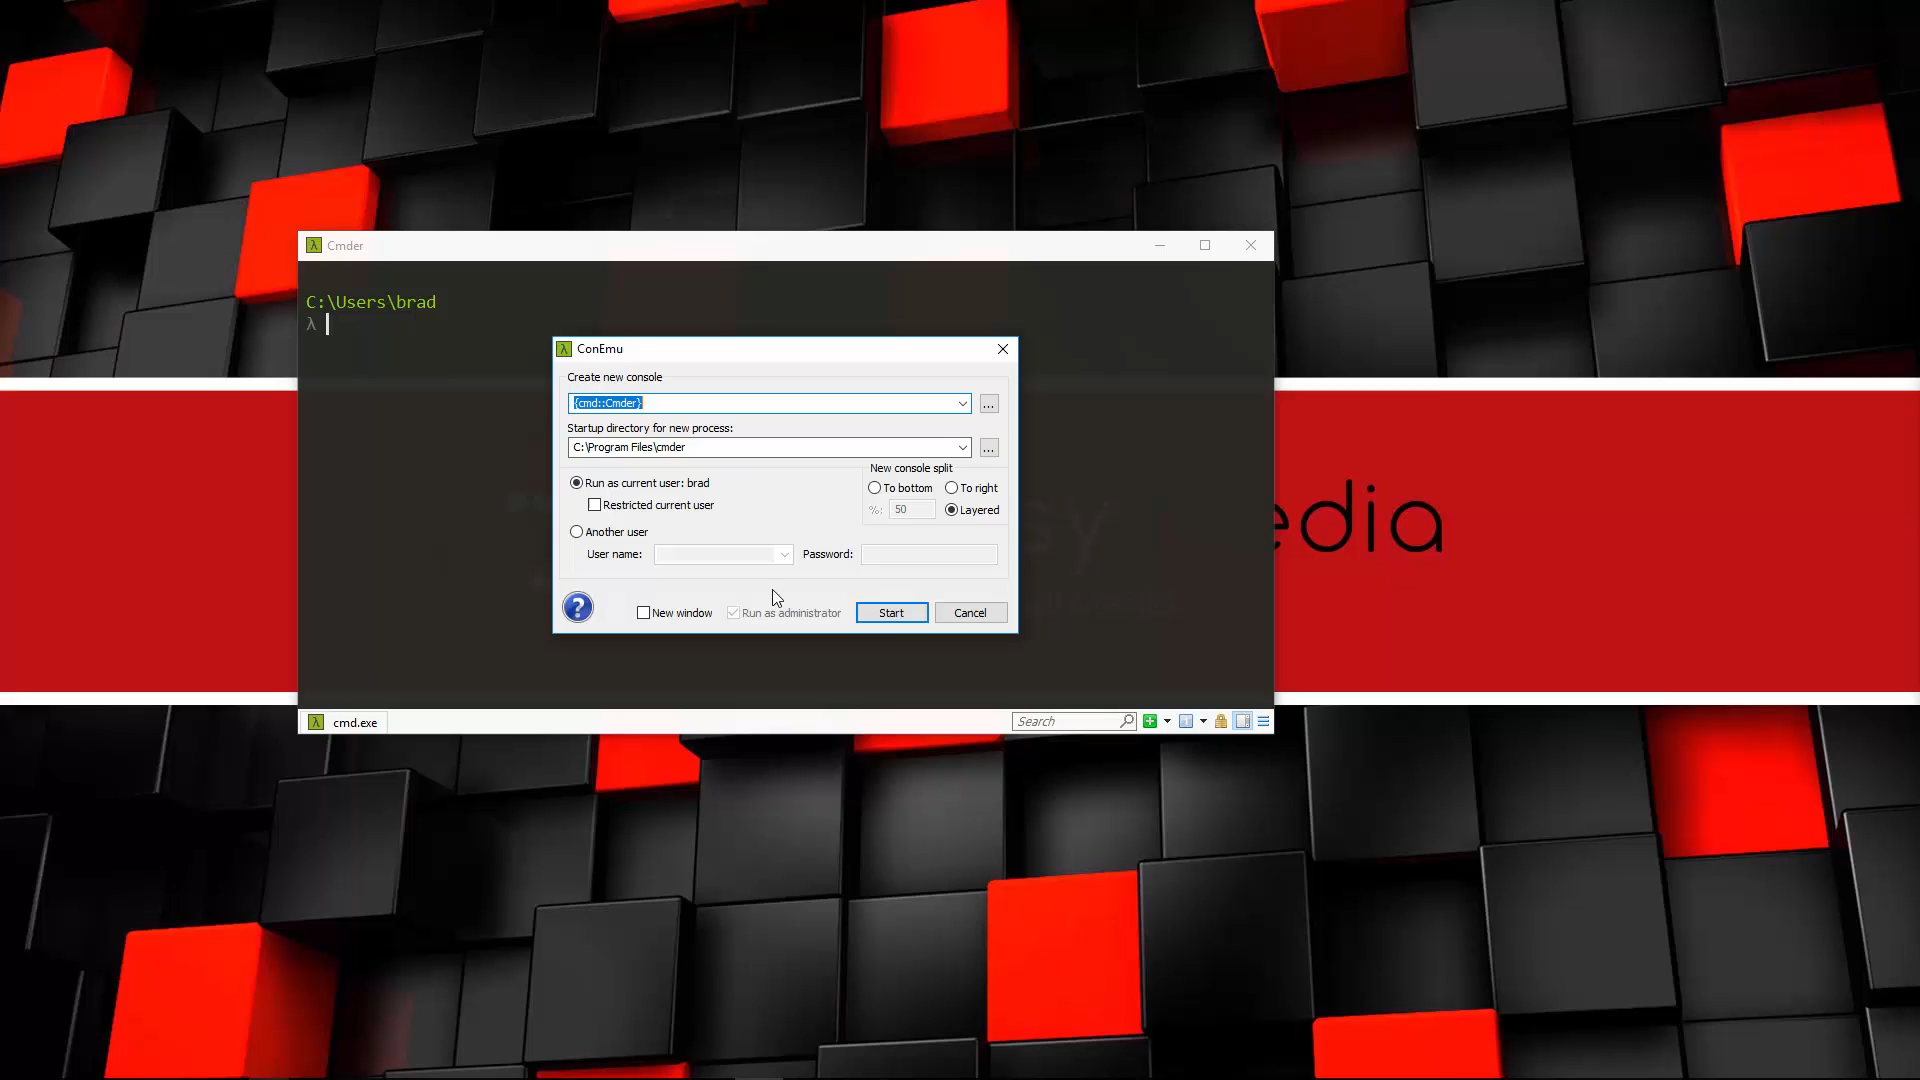 λ Cmder
C:\Users\brad
λ
λ ConEmu
Create new console
{cmd::Cmder}
...
Startup directory for new process:
C:\Program Files\cmder
...
Run as current user: brad
Restricted current user
Another user
User name:
Password:
New console split
To bottom
To right
%: 50
Layered
?
New window
Run as administrator
Start
Cancel
edia
λ cmd.exe
Search